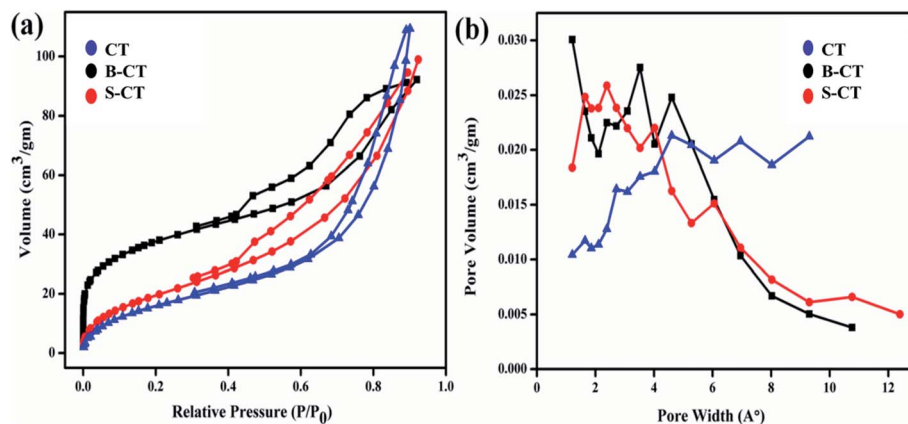 (a)
CT
B-CT
S-CT
Volume (cm³/gm)
100
80
60
40
20
0
0.0 0.2 0.4 0.6 0.8 1.0
Relative Pressure (P/P₀)
(b)
CT
B-CT
S-CT
Pore Volume (cm³/gm)
0.030
0.025
0.020
0.015
0.010
0.005
0.000
0 2 4 6 8 10 12
Pore Width (A°)